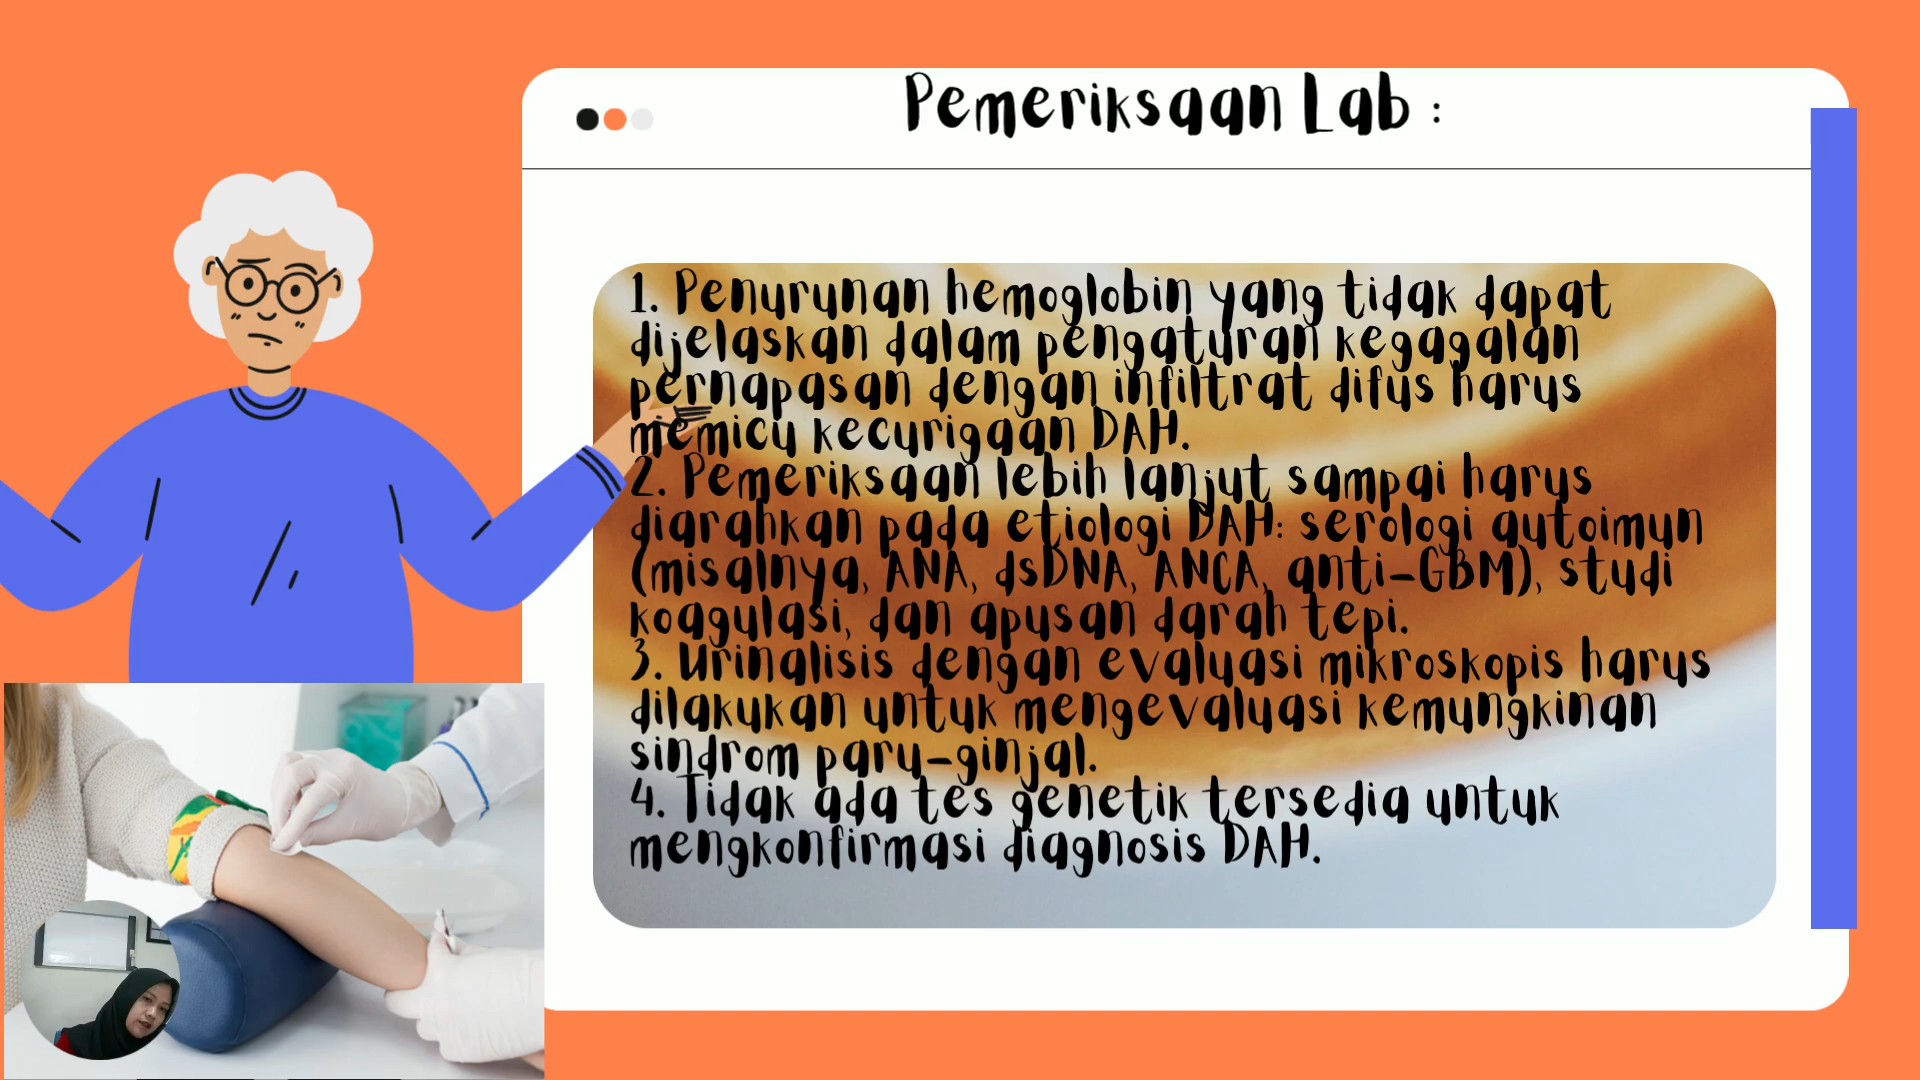 Pemeriksaan Lab :
1. Penurunan hemoglobin yang tidak dapat
dijelaskan dalam pengaturan kegagalan
pernapasan dengan infiltrat difus harus
memicu kecurigaan DAH.
2. Pemeriksaan lebih lanjut sampai harus
diarahkan pada etiologi DAH: serologi autoimun
(misalnya, ANA, dsDNA, ANCA, anti-GBM), studi
koagulasi, dan apusan darah tepi.
3. Urinalisis dengan evaluasi mikroskopis harus
dilakukan untuk mengevaluasi kemungkinan
sindrom paru-ginjal.
4. Tidak ada tes genetik tersedia untuk
mengkonfirmasi diagnosis DAH.